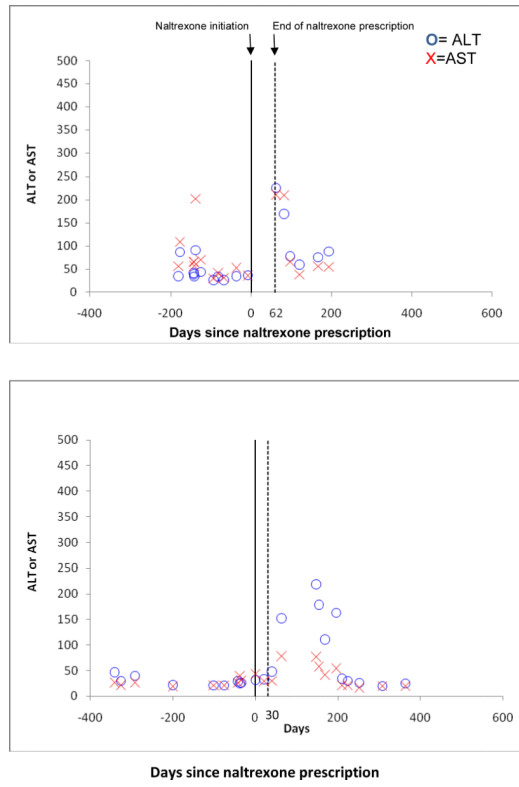 Naltrexone initiation End of naltrexone prescription
O= ALT
X=AST
500
450
400
350
300
250
200
150
100
50
0
ALT or AST
-400 -200 0 62 200 400 600
Days since naltrexone prescription
500
450
400
350
300
250
200
150
100
50
0
ALT or AST
-400 -200 0 30 200 400 600
Days
Days since naltrexone prescription